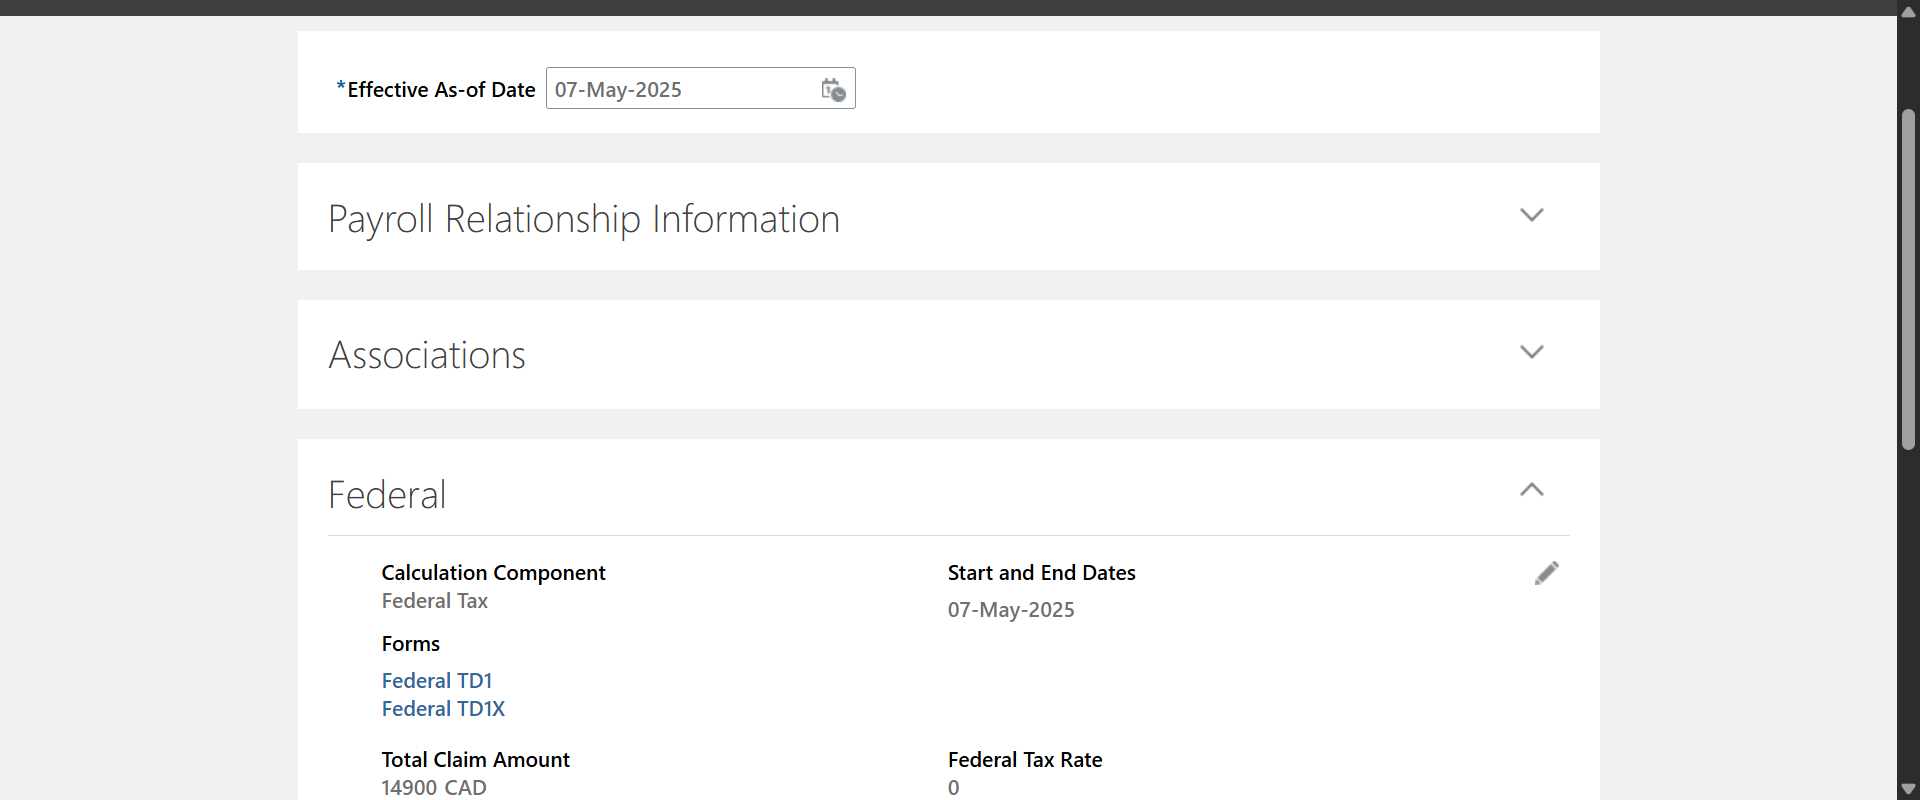 *Effective As-of Date 07-May-2025
Payroll Relationship Information
Associations
Federal
Calculation Component
Federal Tax
Start and End Dates
07-May-2025
Forms
Federal TD1
Federal TD1X
Total Claim Amount
14900 CAD
Federal Tax Rate
0